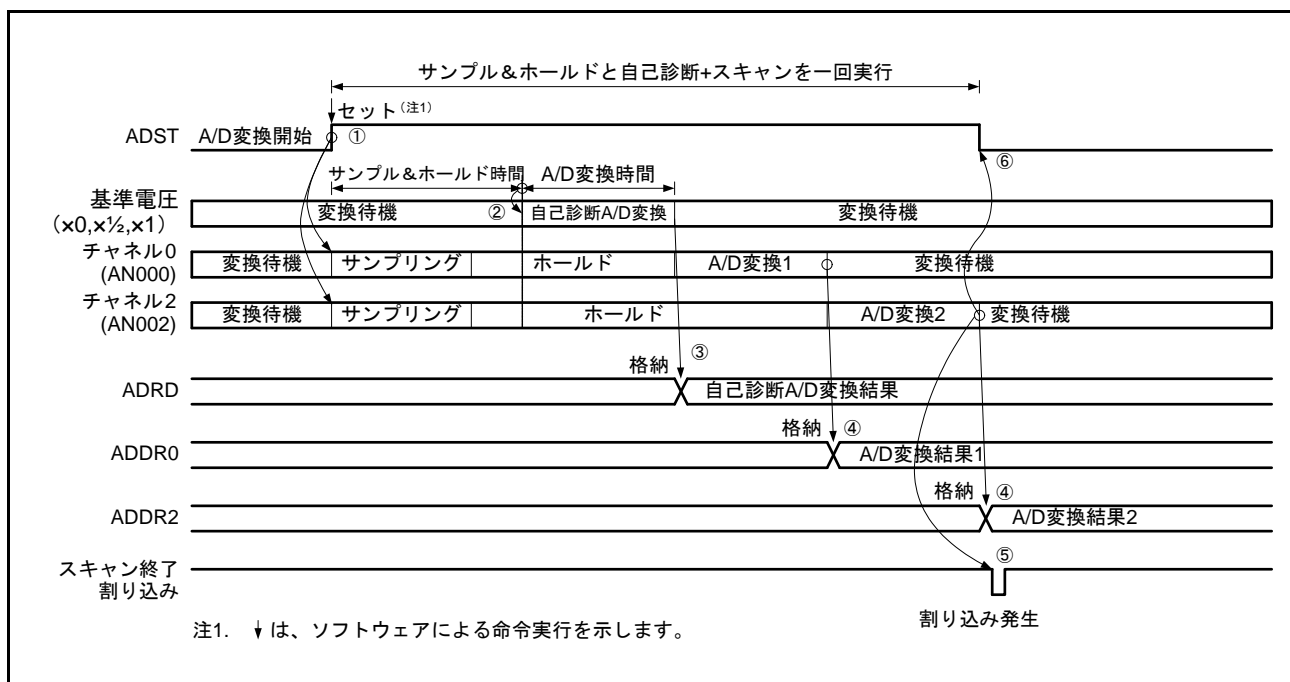 サンプル&ホールドと自己診断+スキャンを一回実行
セット(注1)
ADST A/D変換開始 ① ⑥
サンプル&ホールド時間 A/D変換時間
基準電圧
(×0,×½,×1)
変換待機 ② 自己診断A/D変換 変換待機
チャネル0
(AN000)
変換待機 サンプリング ホールド A/D変換1 変換待機
チャネル2
(AN002)
変換待機 サンプリング ホールド A/D変換2 変換待機
格納 ③
ADRD 自己診断A/D変換結果
格納 ④
ADDR0 A/D変換結果1
格納 ④
ADDR2 A/D変換結果2
スキャン終了
割り込み
⑤
割り込み発生
注1. ↓は、ソフトウェアによる命令実行を示します。